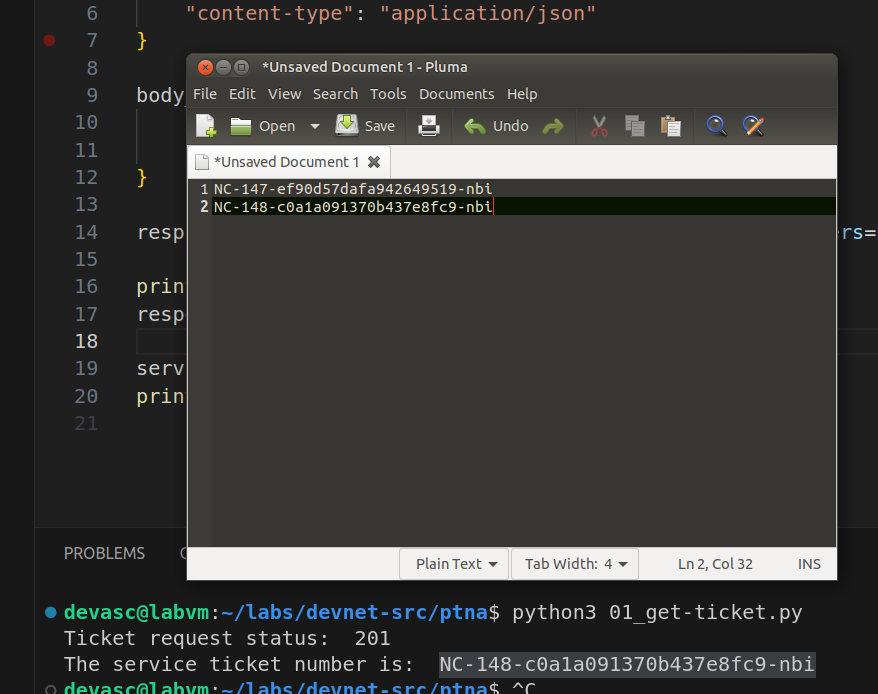 6 "content-type": "application/json"
7 }
8
9 body_
10
11
12 }
13
14 resp ers=
15
16 prin
17 resp
18
19 serv
20 prin
21
*Unsaved Document 1 - Pluma
File Edit View Search Tools Documents Help
Open Save Undo
*Unsaved Document 1
1 NC-147-ef90d57dafa942649519-nbi
2 NC-148-c0a1a091370b437e8fc9-nbi
Plain Text Tab Width: 4 Ln 2, Col 32 INS
PROBLEMS
devasc@labvm:~/labs/devnet-src/ptna$ python3 01_get-ticket.py
Ticket request status: 201
The service ticket number is: NC-148-c0a1a091370b437e8fc9-nbi
devasc@labvm:~/labs/devnet-src/ptna$ ^C